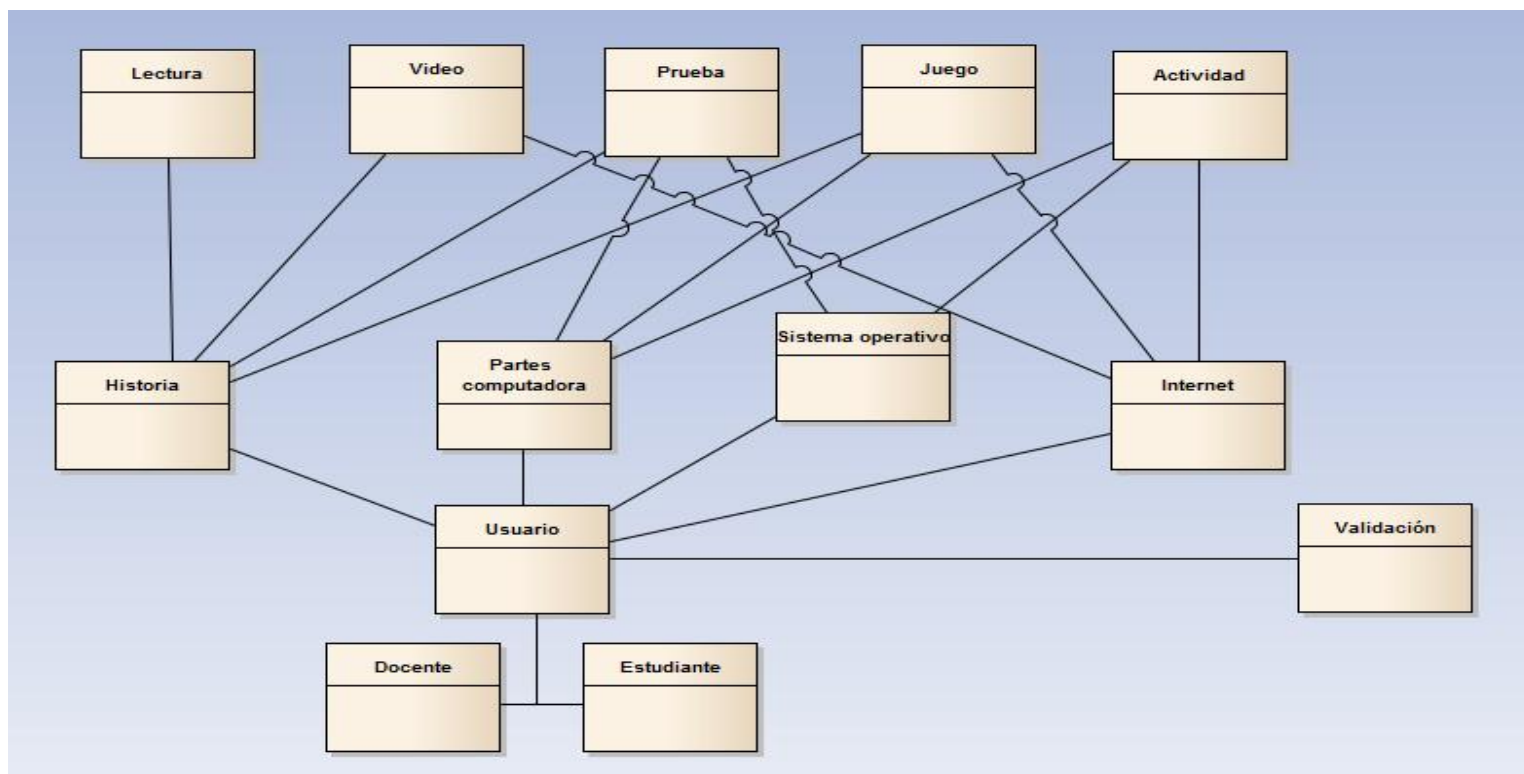 Lectura
Video
Prueba
Juego
Actividad
Historia
Partes
computadora
Sistema operativo
Internet
Usuario
Validación
Docente
Estudiante